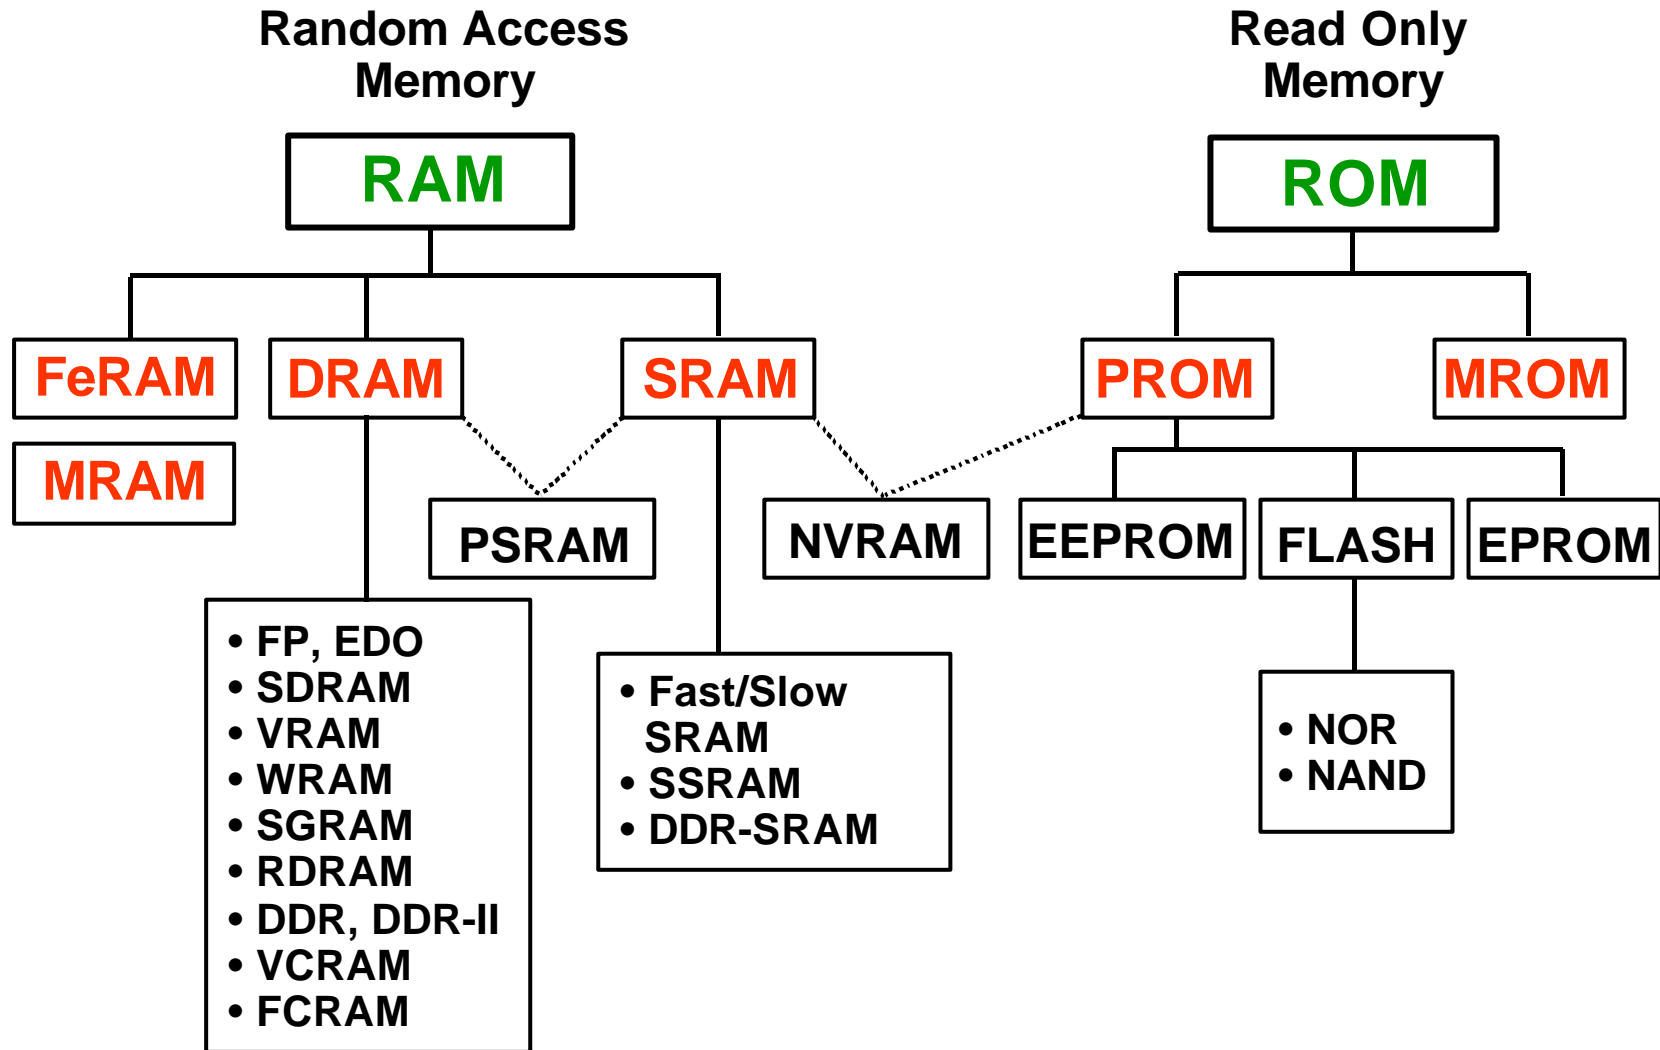 Random Access
Memory
Read Only
Memory
RAM
ROM
FeRAM
DRAM
SRAM
PROM
MROM
MRAM
PSRAM
NVRAM
EEPROM
FLASH
EPROM
• FP, EDO
• SDRAM
• VRAM
• WRAM
• SGRAM
• RDRAM
• DDR, DDR-II
• VCRAM
• FCRAM
• Fast/Slow
SRAM
• SSRAM
• DDR-SRAM
• NOR
• NAND